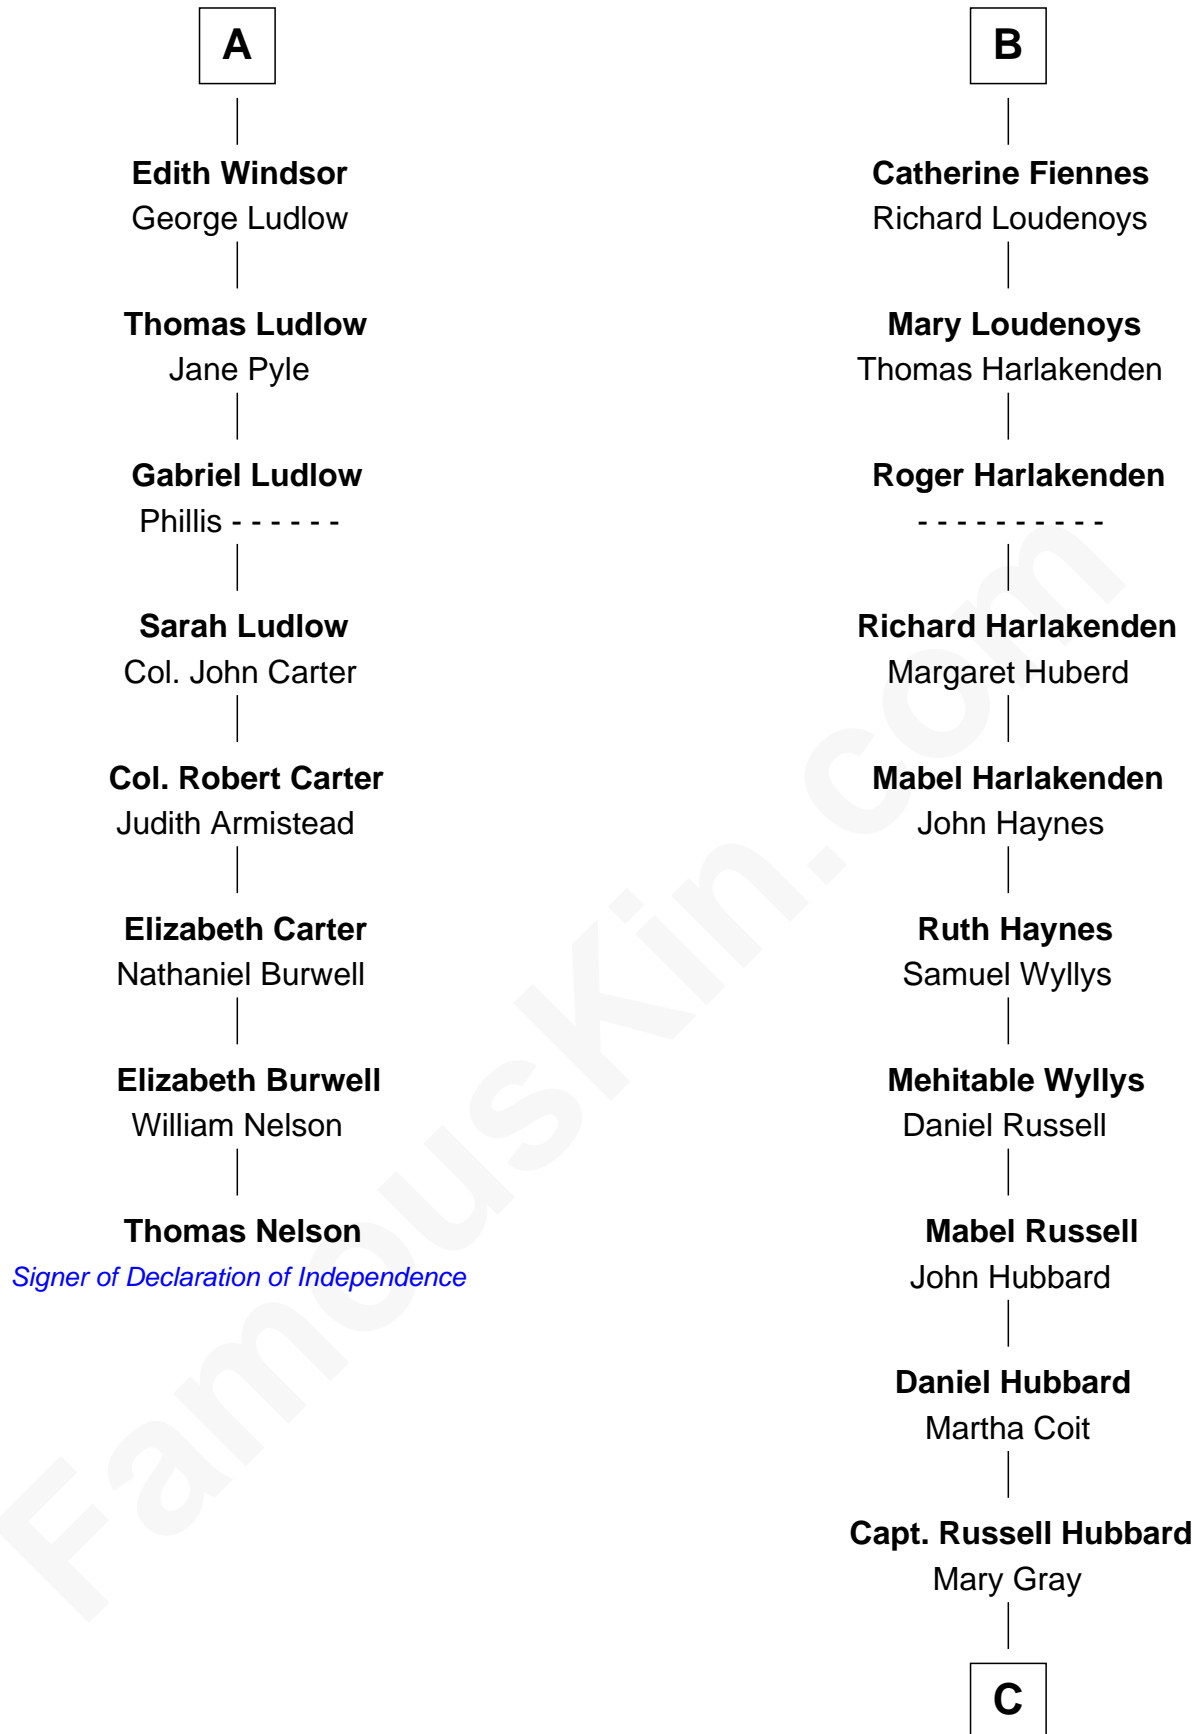 A
Edith Windsor
George Ludlow
Thomas Ludlow
Jane Pyle
Gabriel Ludlow
Phillis - - - - - -
Sarah Ludlow
Col. John Carter
Col. Robert Carter
Judith Armistead
Elizabeth Carter
Nathaniel Burwell
Elizabeth Burwell
William Nelson
Thomas Nelson
Signer of Declaration of Independence
B
Catherine Fiennes
Richard Loudenoys
Mary Loudenoys
Thomas Harlakenden
Roger Harlakenden
- - - - - - - - - -
Richard Harlakenden
Margaret Huberd
Mabel Harlakenden
John Haynes
Ruth Haynes
Samuel Wyllys
Mehitable Wyllys
Daniel Russell
Mabel Russell
John Hubbard
Daniel Hubbard
Martha Coit
Capt. Russell Hubbard
Mary Gray
C
FamousKin.com